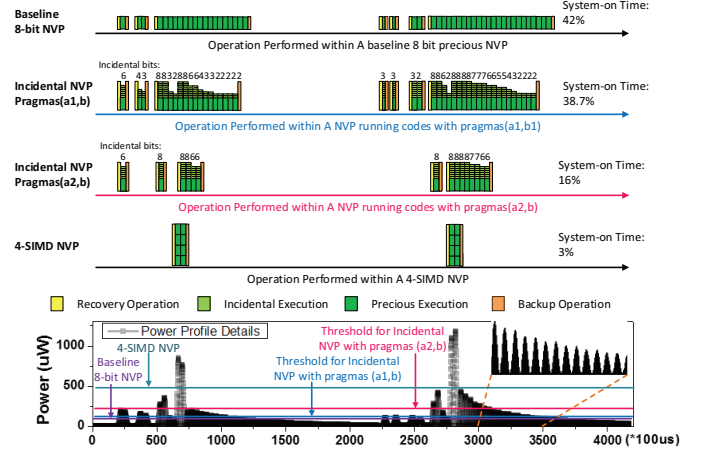 Baseline
8-bit NVP
System-on Time:
42%
Operation Performed within A baseline 8 bit precious NVP
Incidental bits:
6 43 88328866433222222
3 3 32 8862888877766554322222
Incidental NVP
Pragmas(a1,b)
System-on Time:
38.7%
Operation Performed within A NVP running codes with pragmas(a1,b1)
Incidental bits:
6 8 8866 8 8887766
Incidental NVP
Pragmas(a2,b)
System-on Time:
16%
Operation Performed within A NVP running codes with pragmas(a2,b)
4-SIMD NVP
System-on Time:
3%
Operation Performed within A 4-SIMD NVP
Recovery Operation Incidental Execution Precious Execution Backup Operation
Power Profile Details
4-SIMD NVP
Baseline
8-bit NVP
Threshold for Incidental
NVP with pragmas (a2,b)
Threshold for Incidental
NVP with pragmas (a1,b)
Power (uW)
1000
500
0
0 500 1000 1500 2000 2500 3000 3500 4000 (*100us)